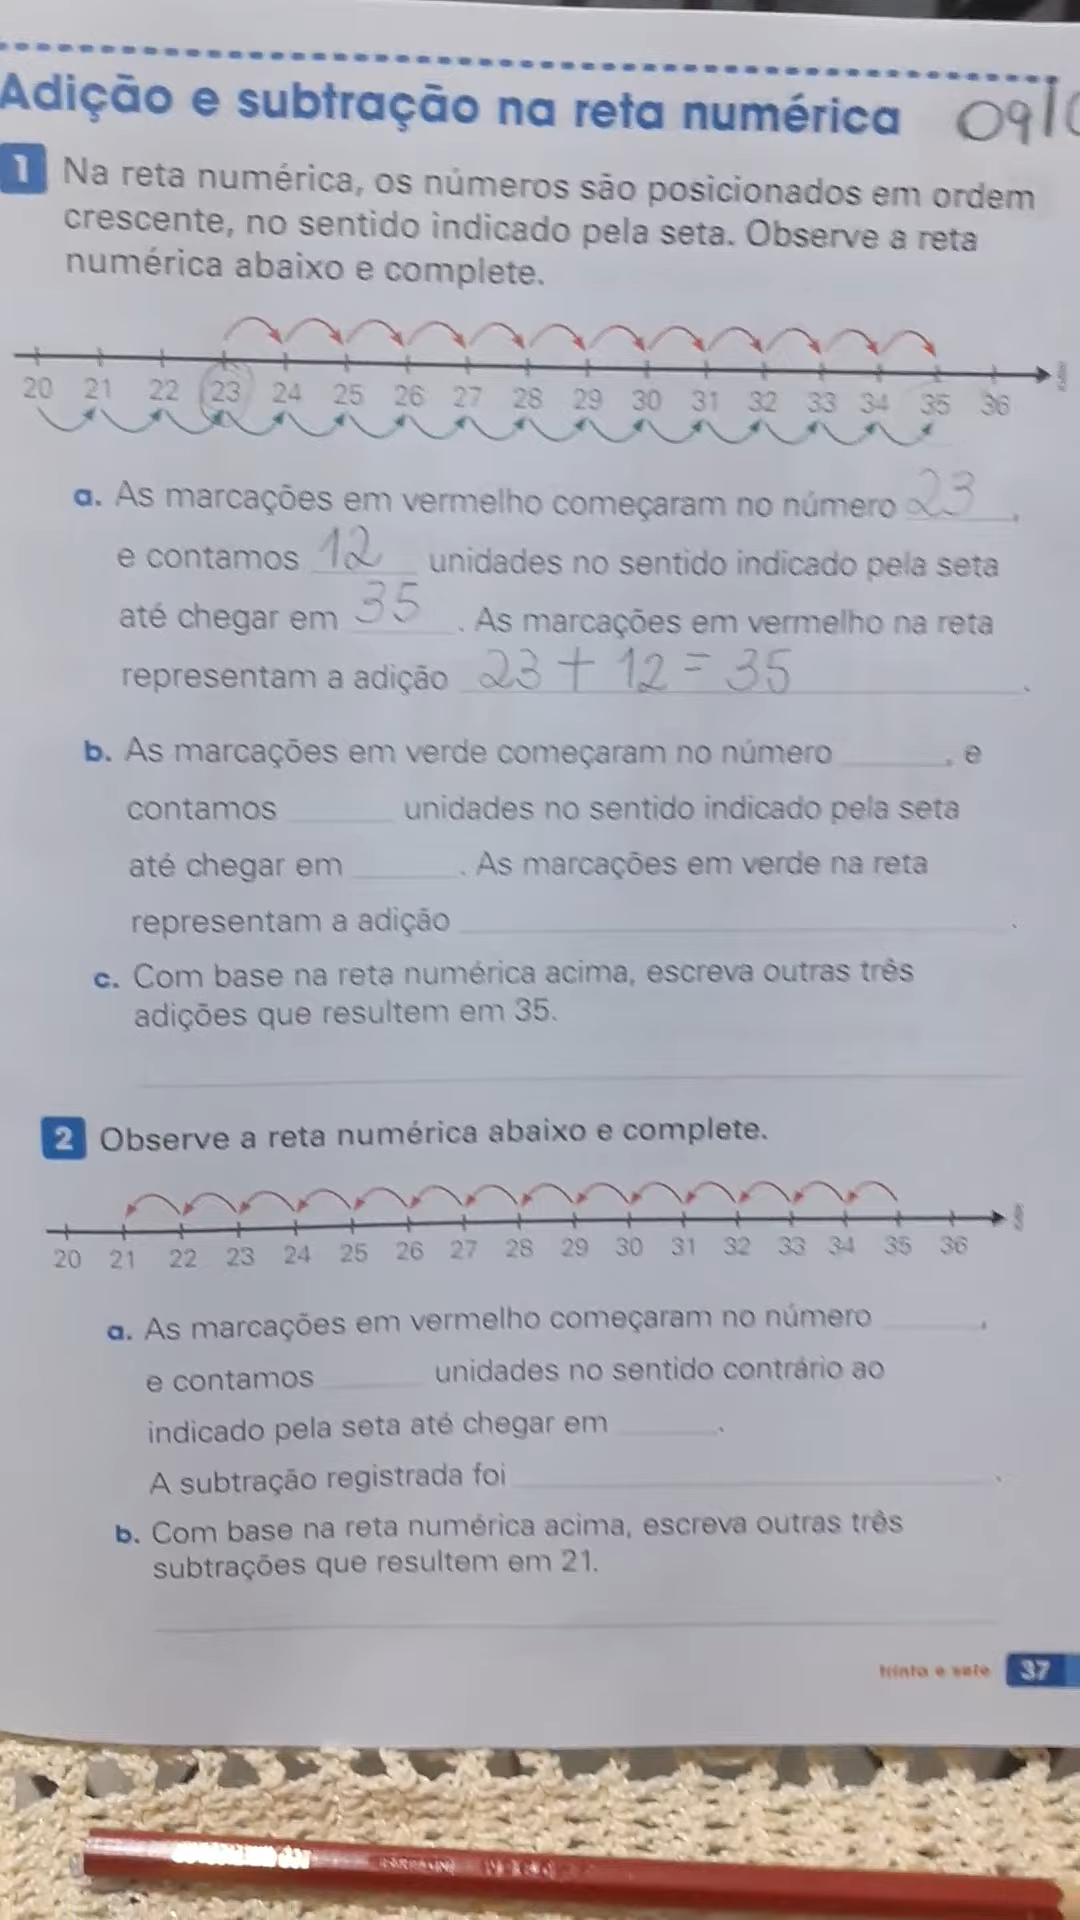 Adição e subtração na reta numérica 09/
1 Na reta numérica, os números são posicionados em ordem
crescente, no sentido indicado pela seta. Observe a reta
numérica abaixo e complete.
20 21 22 23 24 25 26 27 28 29 30 31 32 33 34 35 36
a. As marcações em vermelho começaram no número 23,
e contamos 12 unidades no sentido indicado pela seta
até chegar em 35. As marcações em vermelho na reta
representam a adição 23 + 12 = 35.
b. As marcações em verde começaram no número ______, e
contamos ______ unidades no sentido indicado pela seta
até chegar em ______. As marcações em verde na reta
representam a adição ______.
c. Com base na reta numérica acima, escreva outras três
adições que resultem em 35.
2 Observe a reta numérica abaixo e complete.
20 21 22 23 24 25 26 27 28 29 30 31 32 33 34 35 36
a. As marcações em vermelho começaram no número ______,
e contamos ______ unidades no sentido contrário ao
indicado pela seta até chegar em ______.
A subtração registrada foi ______.
b. Com base na reta numérica acima, escreva outras três
subtrações que resultem em 21.
trinta e sete 37